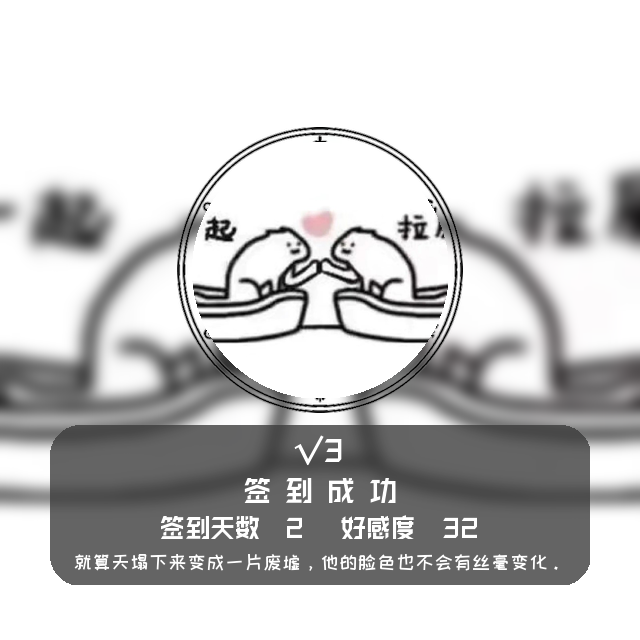 起
拉
√3
签到成功
签到天数 2 好感度 32
就算天塌下来变成一片废墟，他的脸色也不会有丝毫变化。